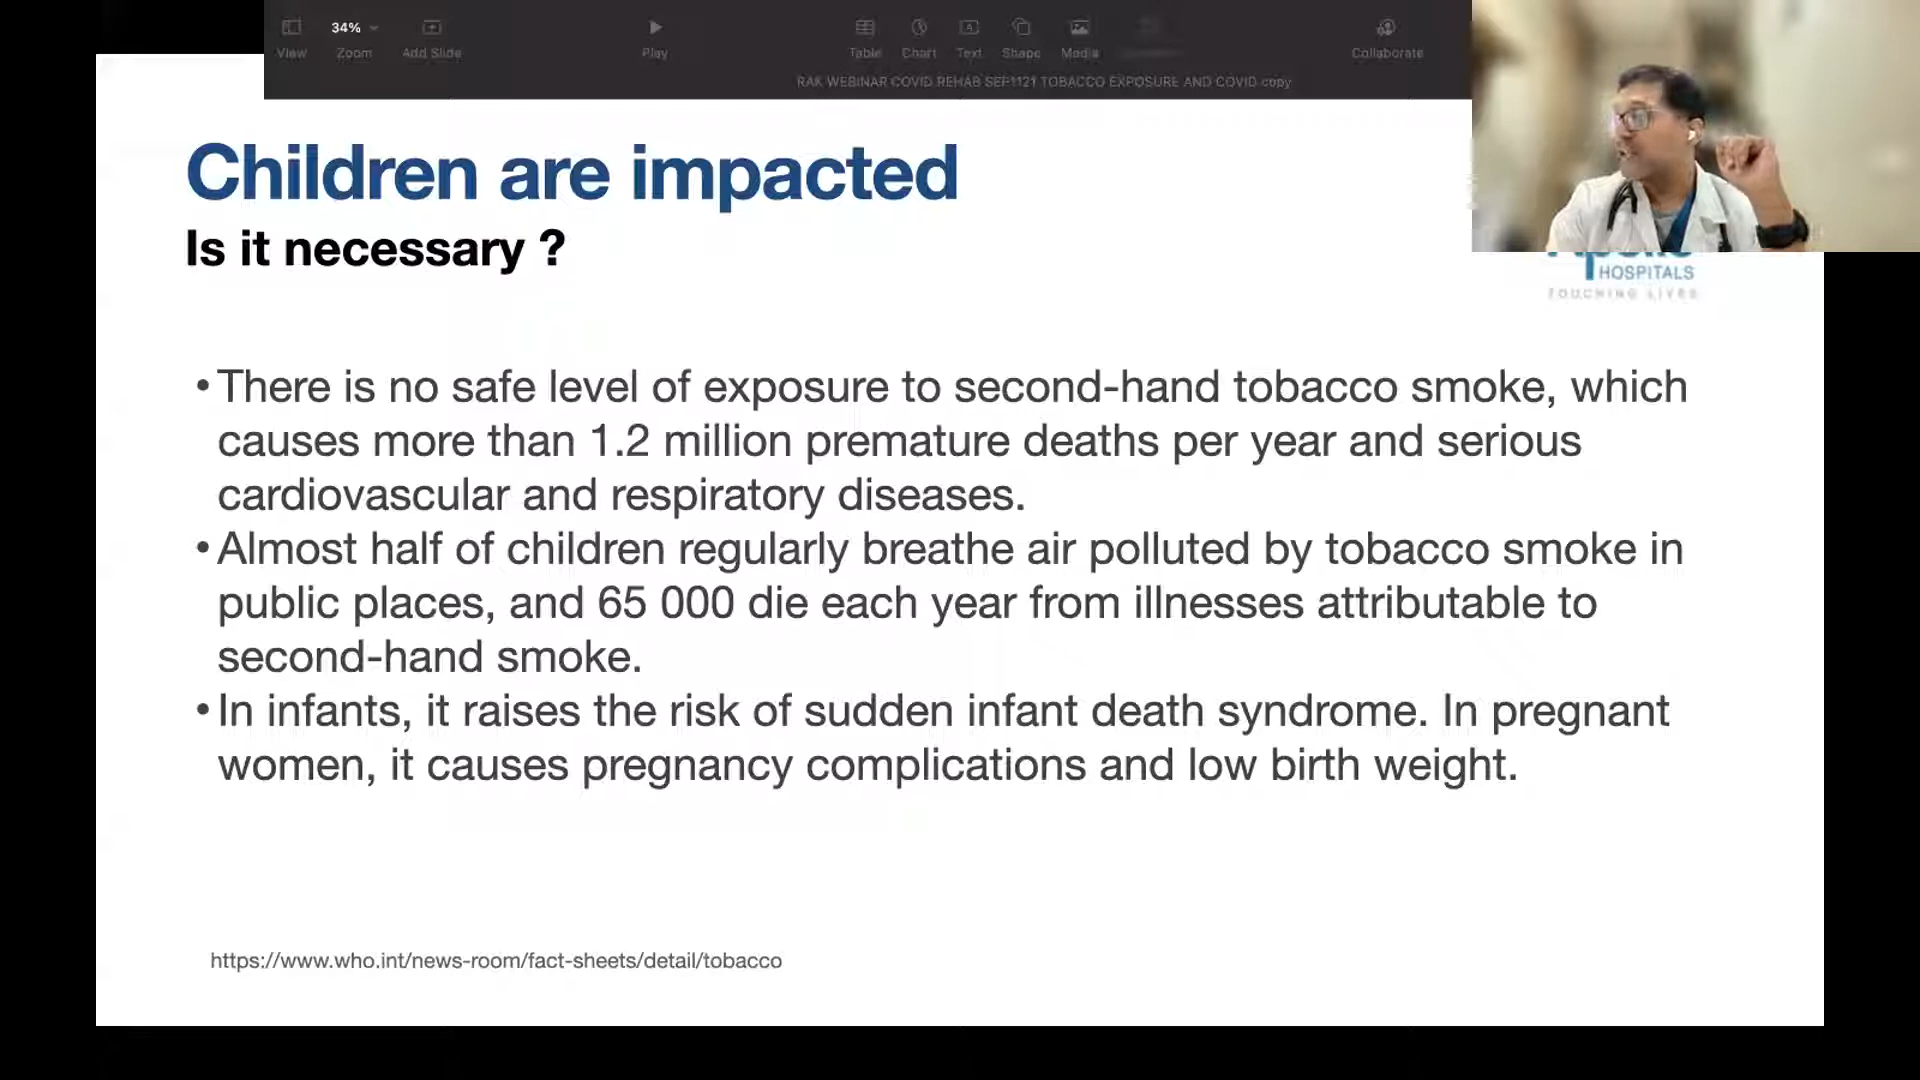 34%
View
Zoom
Add Slide
Play
Table
Chart
Text
Shape
Media
Collaborate
RAK WEBINAR COVID REHAB SEP1121 TOBACCO EXPOSURE AND COVID copy
Children are impacted
Is it necessary ?
HOSPITALS
TOUCHING LIVES
•There is no safe level of exposure to second-hand tobacco smoke, which
causes more than 1.2 million premature deaths per year and serious
cardiovascular and respiratory diseases.
•Almost half of children regularly breathe air polluted by tobacco smoke in
public places, and 65 000 die each year from illnesses attributable to
second-hand smoke.
•In infants, it raises the risk of sudden infant death syndrome. In pregnant
women, it causes pregnancy complications and low birth weight.
https://www.who.int/news-room/fact-sheets/detail/tobacco